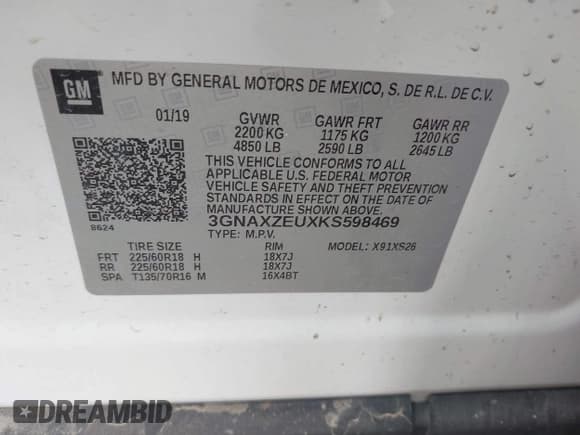 GM
MFD BY GENERAL MOTORS DE MEXICO, S. DE R.L. DE C.V.
01/19 GVWR GAWR FRT GAWR RR
2200 KG 1175 KG 1200 KG
4850 LB 2590 LB 2645 LB
THIS VEHICLE CONFORMS TO ALL
APPLICABLE U.S. FEDERAL MOTOR
VEHICLE SAFETY AND THEFT PREVENTION
STANDARDS IN EFFECT ON THE DATE OF
MANUFACTURE SHOWN ABOVE.
8624 3GNAXZEUXKS598469
TYPE: M.P.V. MODEL: X91XS26
TIRE SIZE RIM
FRT 225/60R18 H 18X7J
RR 225/60R18 H 18X7J
SPA T135/70R16 M 16X4BT
DREAMBID